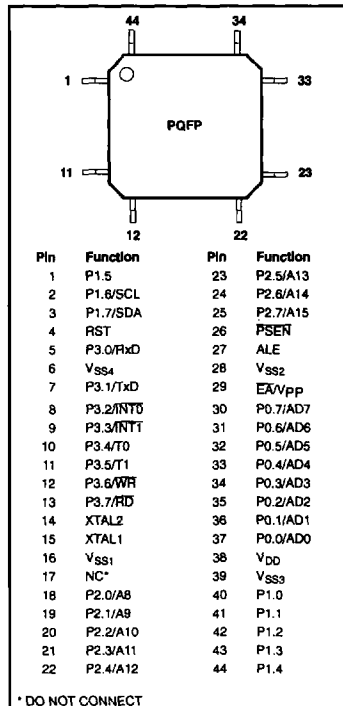 44 34
1 33
PQFP
11 23
12 22
Pin Function Pin Function
1 P1.5 23 P2.5/A13
2 P1.6/SCL 24 P2.6/A14
3 P1.7/SDA 25 P2.7/A15
4 RST 26 PSEN
5 P3.0/RxD 27 ALE
6 VSS4 28 VSS2
7 P3.1/TxD 29 EA/VPP
8 P3.2/INT0 30 P0.7/AD7
9 P3.3/INT1 31 P0.6/AD6
10 P3.4/T0 32 P0.5/AD5
11 P3.5/T1 33 P0.4/AD4
12 P3.6/WR 34 P0.3/AD3
13 P3.7/RD 35 P0.2/AD2
14 XTAL2 36 P0.1/AD1
15 XTAL1 37 P0.0/AD0
16 VSS1 38 VDD
17 NC* 39 VSS3
18 P2.0/A8 40 P1.0
19 P2.1/A9 41 P1.1
20 P2.2/A10 42 P1.2
21 P2.3/A11 43 P1.3
22 P2.4/A12 44 P1.4
* DO NOT CONNECT